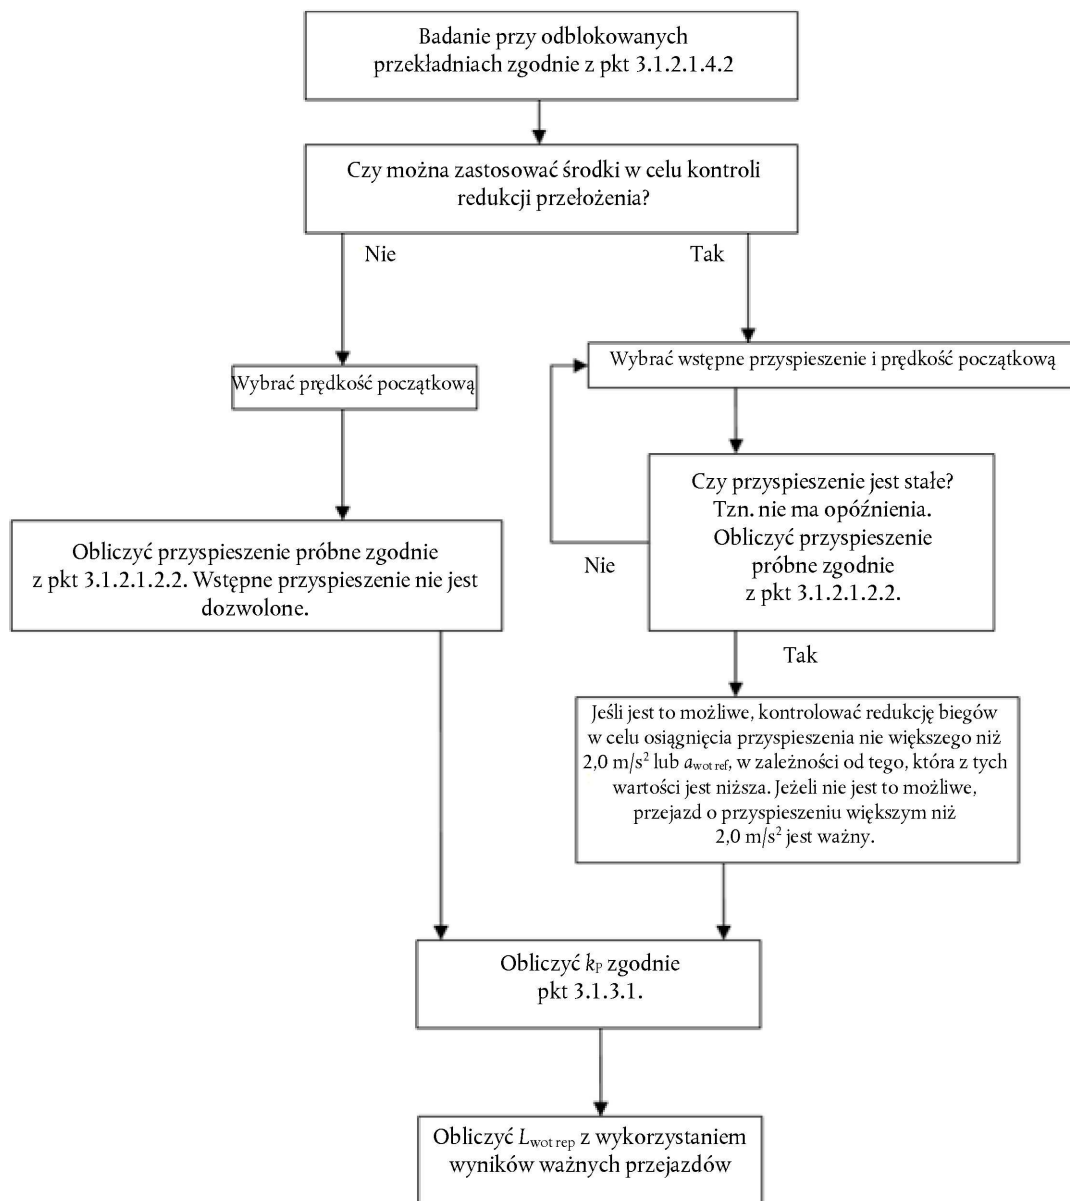 Badanie przy odblokowanych
przekładniach zgodnie z pkt 3.1.2.1.4.2
Czy można zastosować środki w celu kontroli
redukcji przełożenia?
Nie
Tak
Wybrać prędkość początkową
Wybrać wstępne przyspieszenie i prędkość początkową
Czy przyspieszenie jest stałe?
Tzn. nie ma opóźnienia.
Obliczyć przyspieszenie
próbne zgodnie
z pkt 3.1.2.1.2.2.
Nie
Tak
Obliczyć przyspieszenie próbne zgodnie
z pkt 3.1.2.1.2.2. Wstępne przyspieszenie nie jest
dozwolone.
Jeśli jest to możliwe, kontrolować redukcję biegów
w celu osiągnięcia przyspieszenia nie większego niż
2,0 m/s² lub a wot ref, w zależności od tego, która z tych
wartości jest niższa. Jeżeli nie jest to możliwe,
przejazd o przyspieszeniu większym niż
2,0 m/s² jest ważny.
Obliczyć kP zgodnie
pkt 3.1.3.1.
Obliczyć L wot rep z wykorzystaniem
wyników ważnych przejazdów